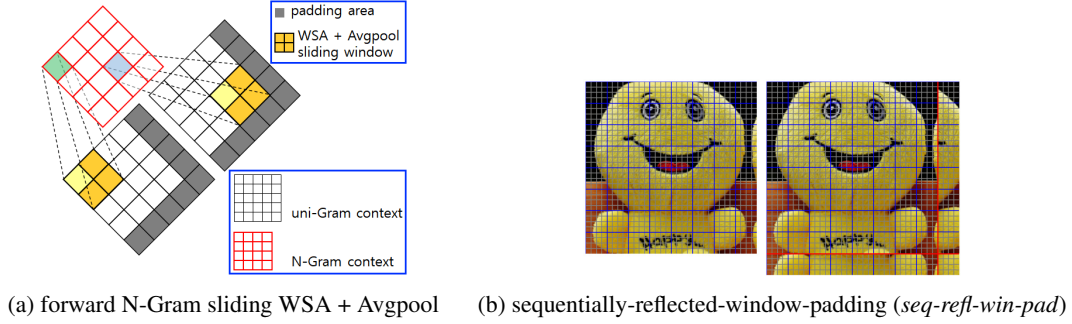 padding area
WSA + Avgpool
sliding window
uni-Gram context
N-Gram context
Happy
(a) forward N-Gram sliding WSA + Avgpool
(b) sequentially-reflected-window-padding (seq-refl-win-pad)